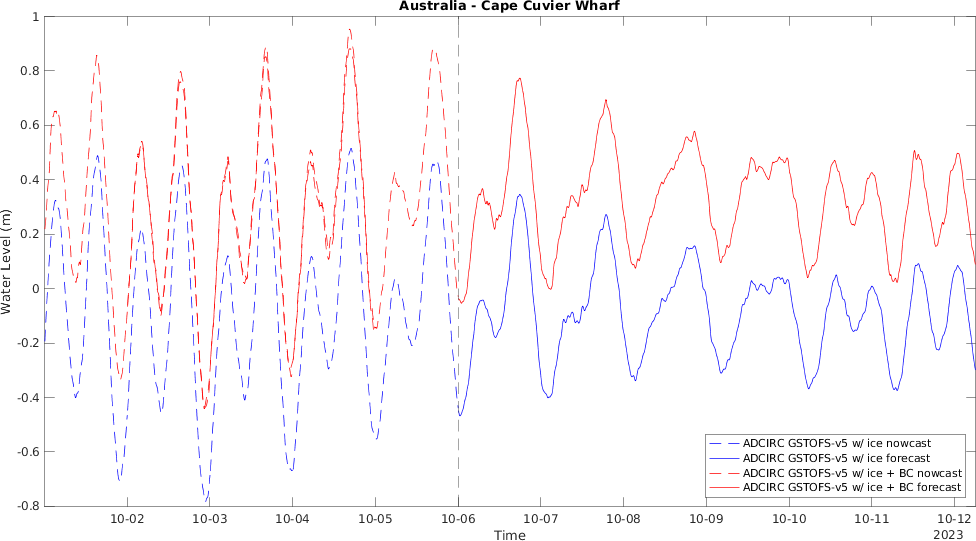 Australia - Cape Cuvier Wharf
1
0.8
0.6
0.4
0.2
0
-0.2
-0.4
-0.6
-0.8
Water Level (m)
ADCIRC GSTOFS-v5 w/ ice nowcast
ADCIRC GSTOFS-v5 w/ ice forecast
ADCIRC GSTOFS-v5 w/ ice + BC nowcast
ADCIRC GSTOFS-v5 w/ ice + BC forecast
10-02 10-03 10-04 10-05 10-06 10-07 10-08 10-09 10-10 10-11 10-12
Time
2023